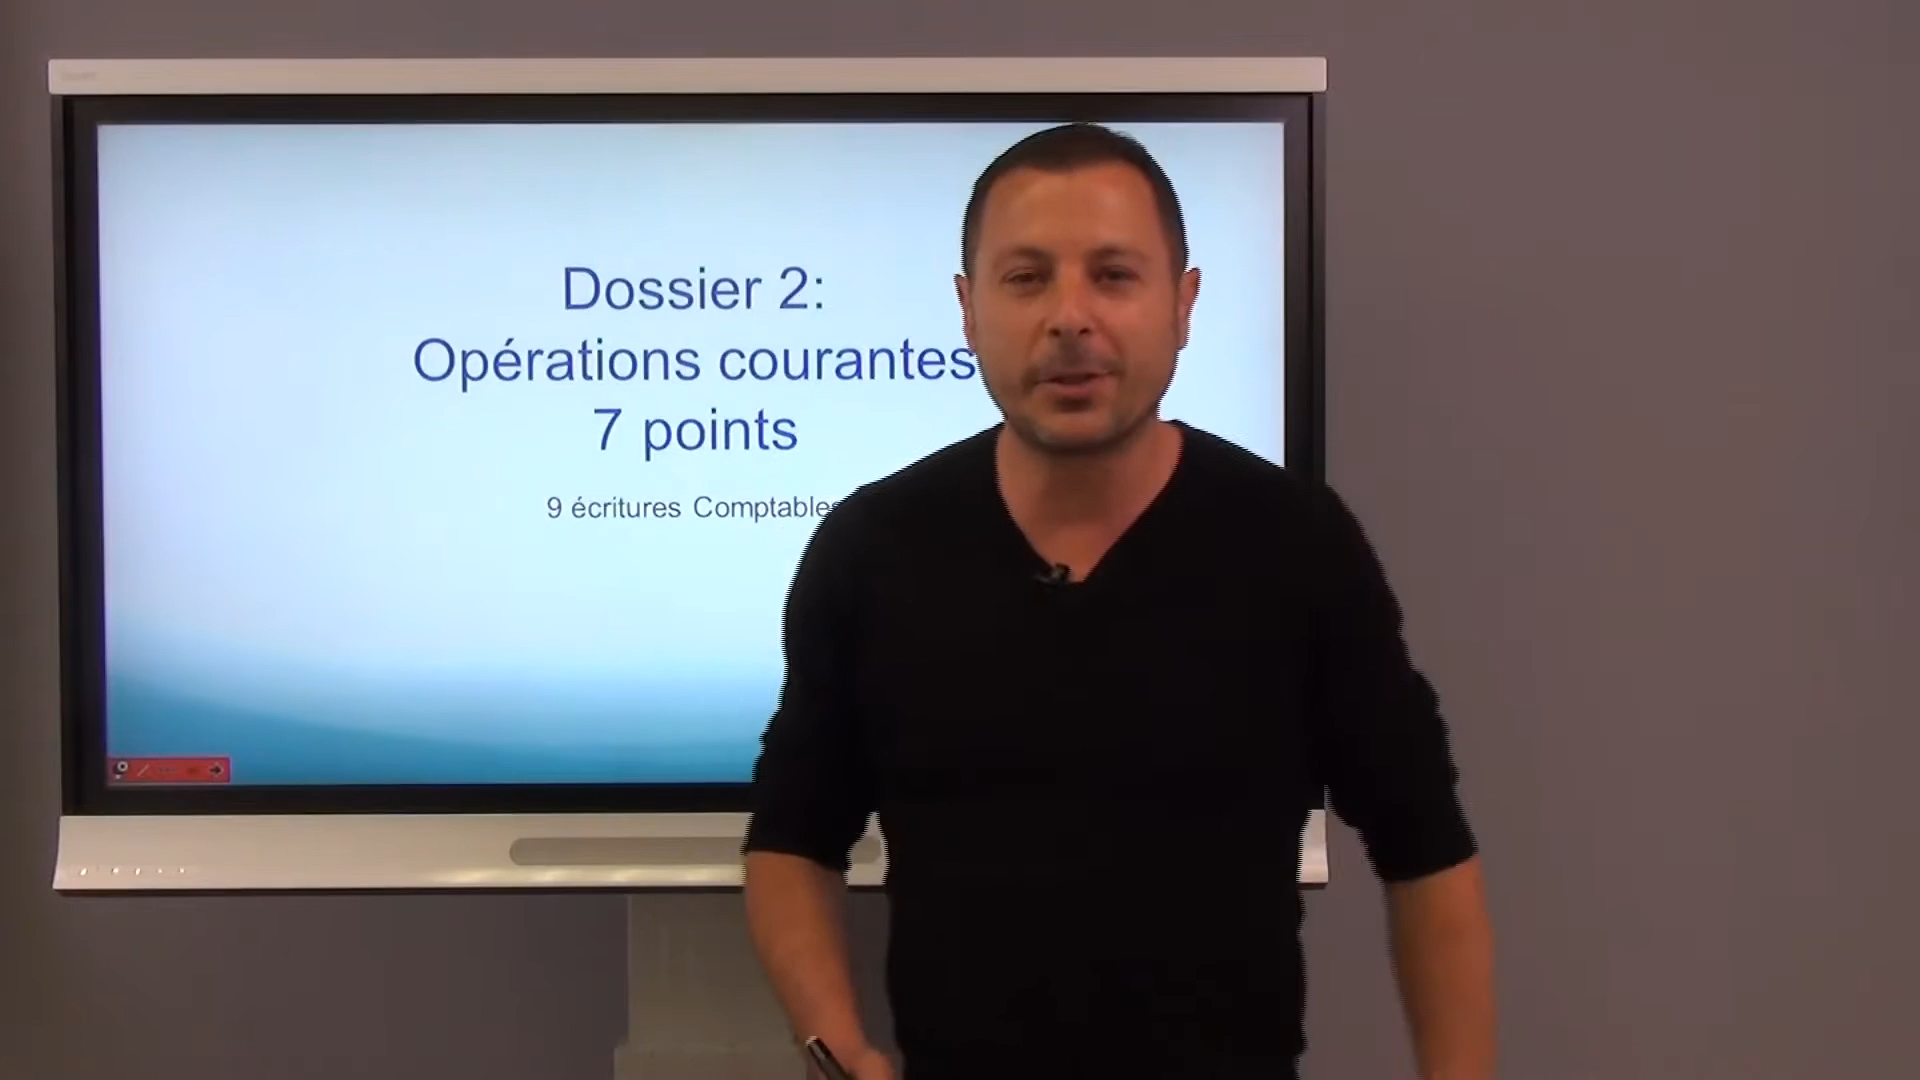 Dossier 2:
Opérations courantes
7 points
9 écritures Comptables